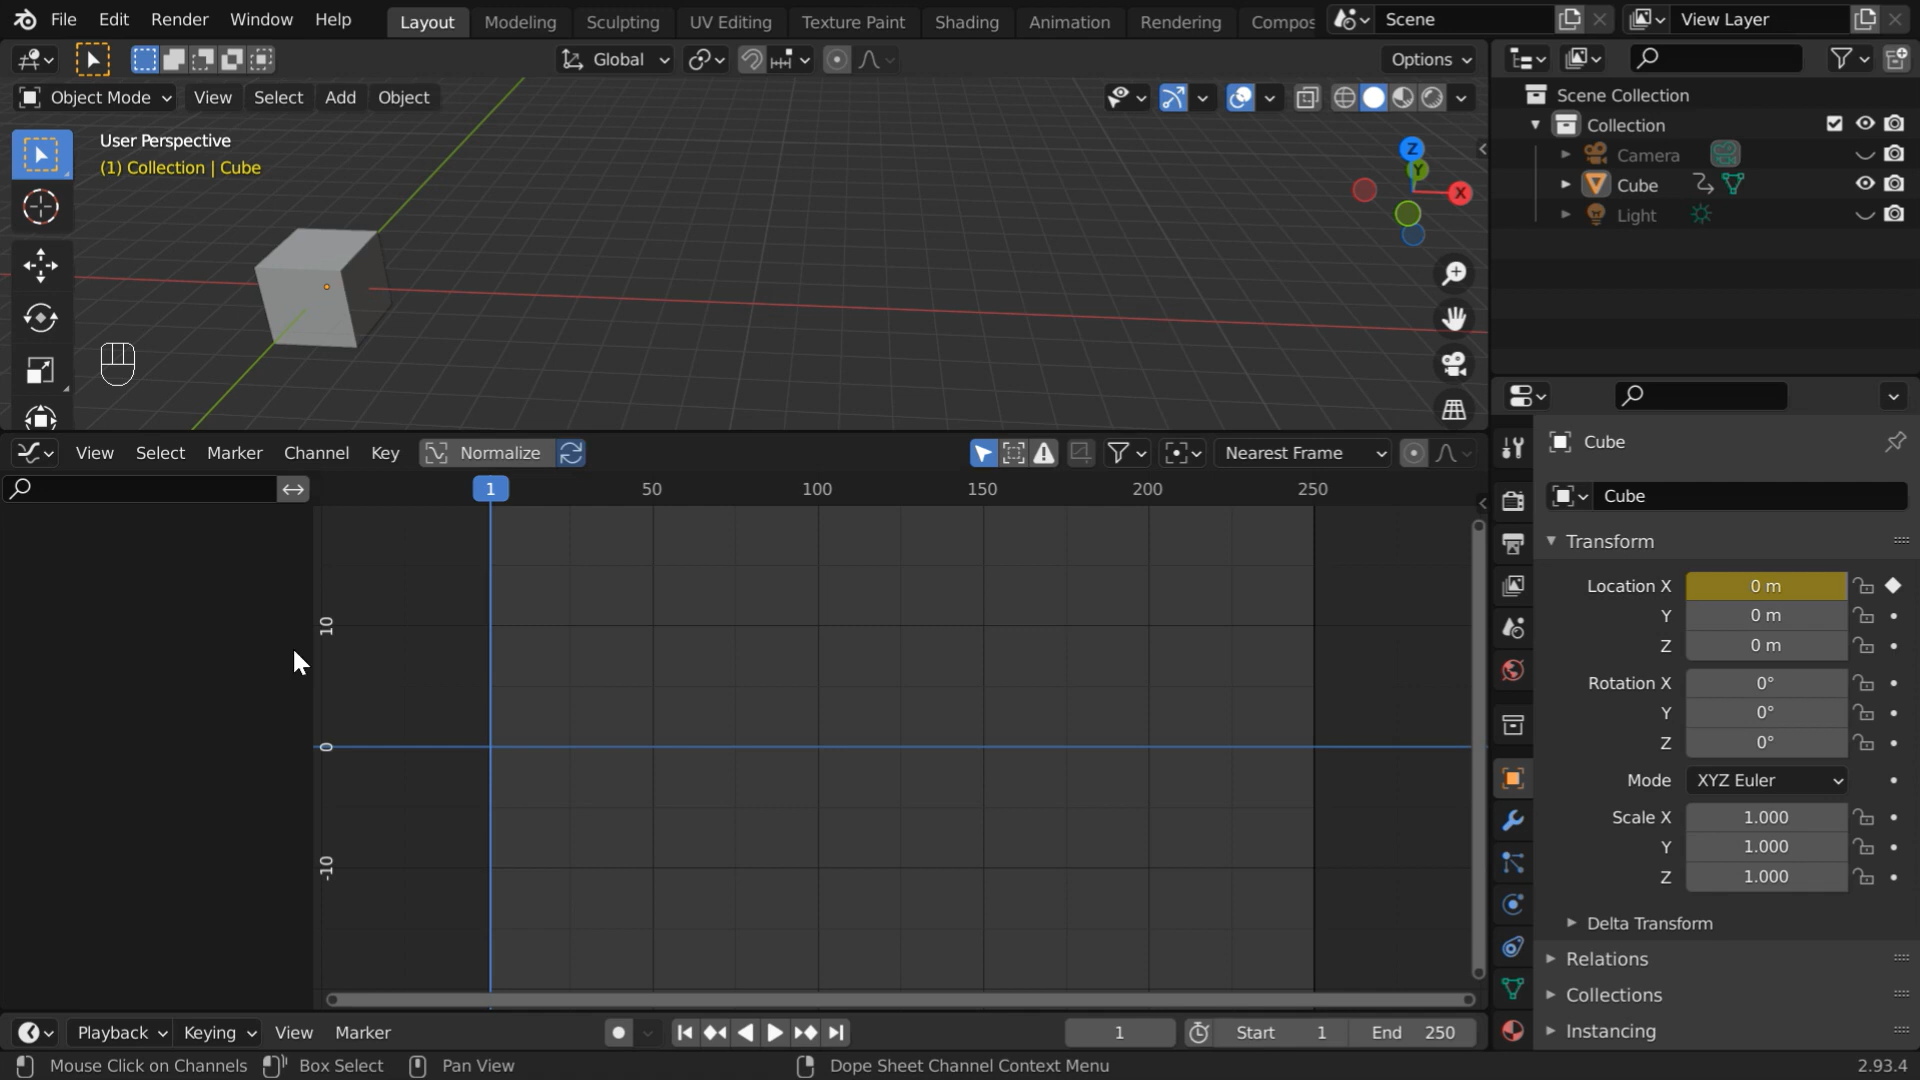 File Edit Render Window Help Layout Modeling Sculpting UV Editing Texture Paint Shading Animation Rendering Compos Scene View Layer
Global Options
Object Mode View Select Add Object
User Perspective
(1) Collection | Cube
Z
Y
X
Scene Collection
Collection
Camera
Cube
Light
View Select Marker Channel Key Normalize Nearest Frame
1 50 100 150 200 250
10
0
-10
Cube
Cube
Transform
Location X 0 m
Y 0 m
Z 0 m
Rotation X 0°
Y 0°
Z 0°
Mode XYZ Euler
Scale X 1.000
Y 1.000
Z 1.000
Delta Transform
Relations
Collections
Instancing
Playback Keying View Marker 1 Start 1 End 250
Mouse Click on Channels Box Select Pan View Dope Sheet Channel Context Menu 2.93.4